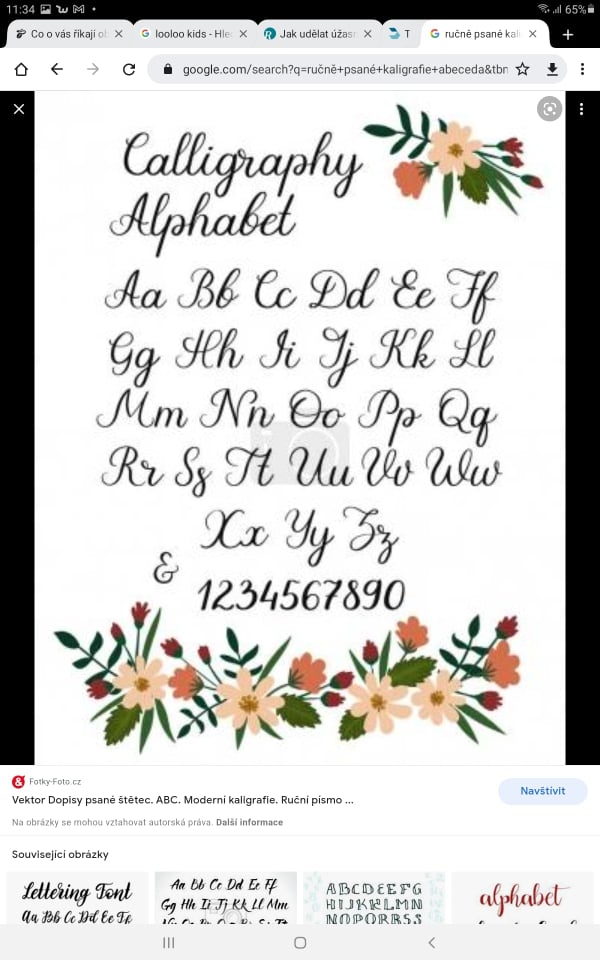 11:34
65%
Co o vás říkají ob
looloo kids - Hled
Jak udělat úžasn
T
ručně psané kali
google.com/search?q=ručně+psané+kaligrafie+abeceda&tbn
Calligraphy
Alphabet
Aa Bb Cc Dd Ee Ff
Gg Hh Ii Jj Kk Ll
Mm Nn Oo Pp Qq
Rr Ss Tt Uu Vv Ww
Xx Yy Zz
&
1234567890
Fotky-Foto.cz
Vektor Dopisy psané štětec. ABC. Moderní kaligrafie. Ruční písmo ...
Navštívit
Na obrázky se mohou vztahovat autorská práva. Další informace
Související obrázky
Lettering Font
Aa Bb Cc Dd Ee Ff
Aa Bb Cc Dd Ee Ff
Gg Hh Ii Jj Kk Ll Mm
ABCDEFG
HIJKLMN
NOPQRSS
alphabet